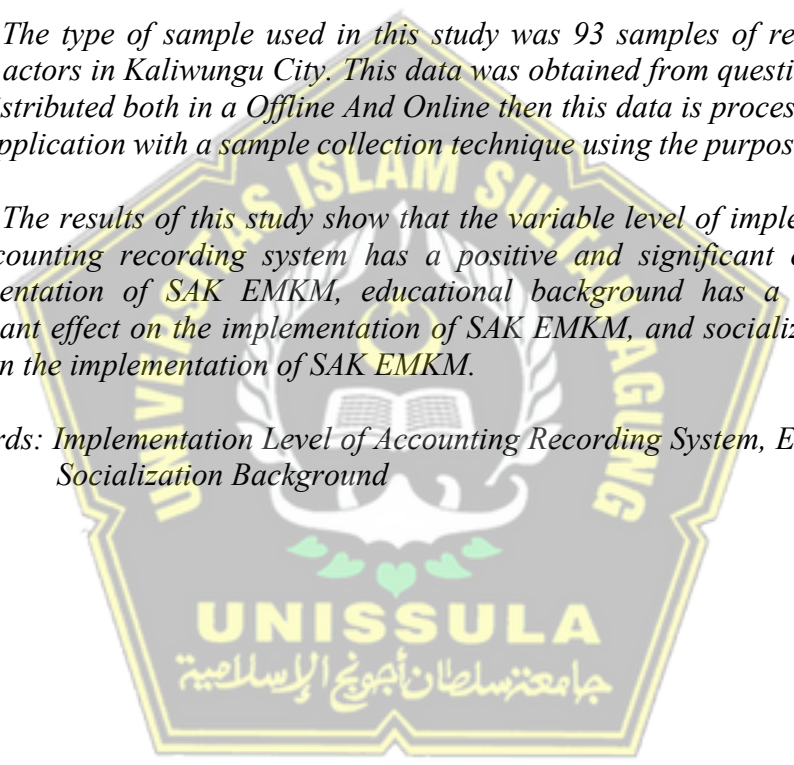 The type of sample used in this study was 93 samples of re
actors in Kaliwungu City. This data was obtained from questi
stributed both in a Offline And Online then this data is proces
pplication with a sample collection technique using the purpos
The results of this study show that the variable level of imple
counting recording system has a positive and significant
entation of SAK EMKM, educational background has a
ant effect on the implementation of SAK EMKM, and socializ
n the implementation of SAK EMKM.
rds: Implementation Level of Accounting Recording System, E
Socialization Background
UNIVERSITAS ISLAM SULTAN AGUNG
UNISSULA
جامعة سلطان أجونج الإسلامية